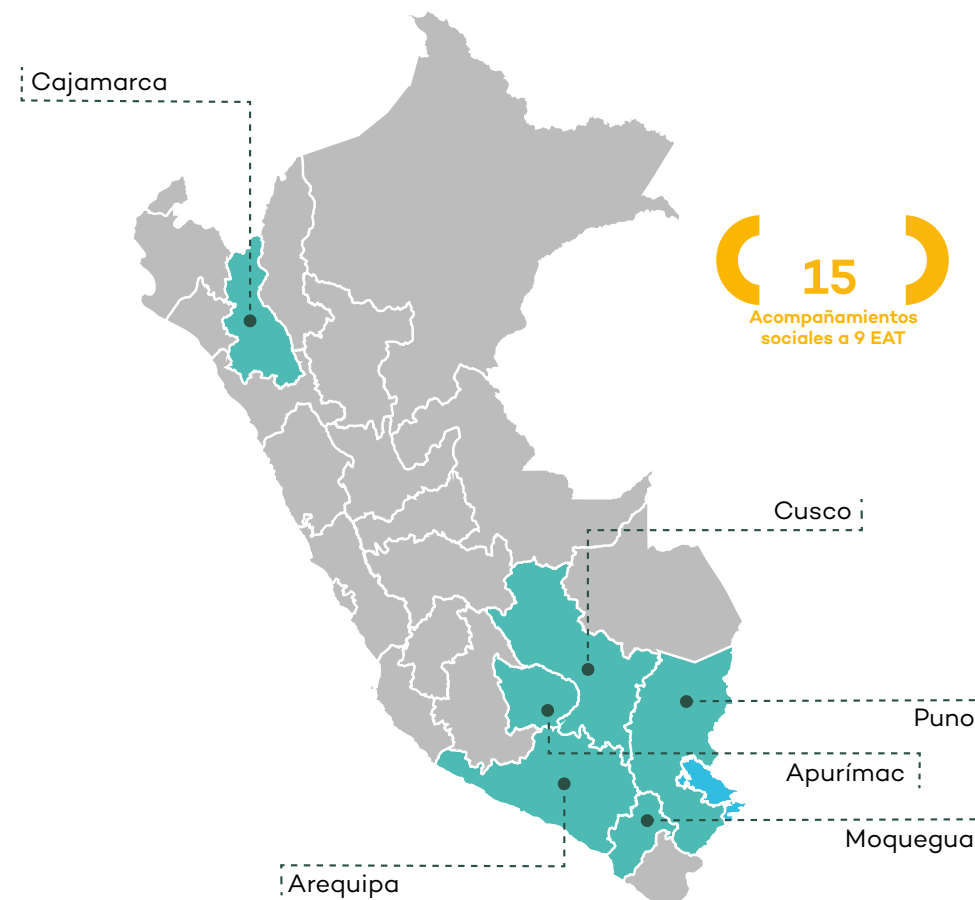 Cajamarca
15
Acompañamientos
sociales a 9 EAT
Cusco
Puno
Apurímac
Moquegua
Arequipa